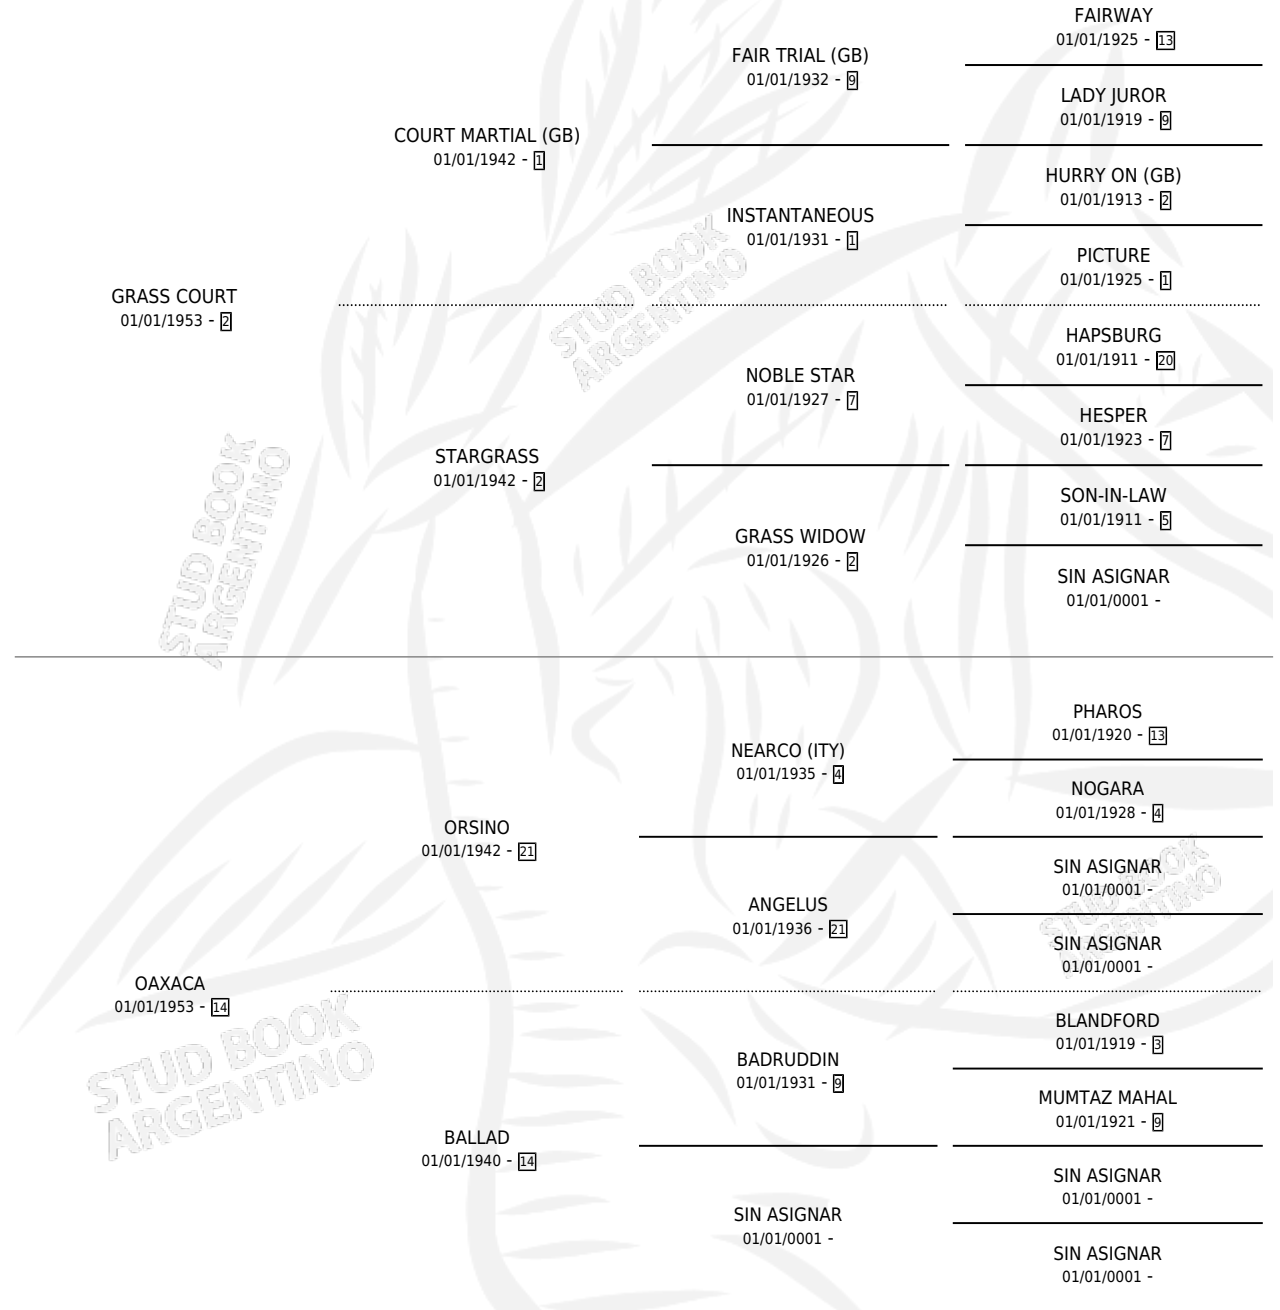 FAIRWAY
01/01/1925 - 13
FAIR TRIAL (GB)
01/01/1932 - 9
LADY JUROR
01/01/1919 - 9
COURT MARTIAL (GB)
01/01/1942 - 1
HURRY ON (GB)
01/01/1913 - 2
INSTANTANEOUS
01/01/1931 - 1
PICTURE
01/01/1925 - 1
GRASS COURT
01/01/1953 - 2
HAPSBURG
01/01/1911 - 20
NOBLE STAR
01/01/1927 - 7
HESPER
01/01/1923 - 7
STARGRASS
01/01/1942 - 2
SON-IN-LAW
01/01/1911 - 5
GRASS WIDOW
01/01/1926 - 2
SIN ASIGNAR
01/01/0001 -
PHAROS
01/01/1920 - 13
NEARCO (ITY)
01/01/1935 - 4
NOGARA
01/01/1928 - 4
ORSINO
01/01/1942 - 21
SIN ASIGNAR
01/01/0001 -
ANGELUS
01/01/1936 - 21
SIN ASIGNAR
01/01/0001 -
OAXACA
01/01/1953 - 14
BLANDFORD
01/01/1919 - 3
BADRUDDIN
01/01/1931 - 9
MUMTAZ MAHAL
01/01/1921 - 9
BALLAD
01/01/1940 - 14
SIN ASIGNAR
01/01/0001 -
SIN ASIGNAR
01/01/0001 -
SIN ASIGNAR
01/01/0001 -
STUD BOOK
ARGENTINO
STUD BOOK
ARGENTINO
STUD BOOK
ARGENTINO
STUD BOOK
ARGENTINO